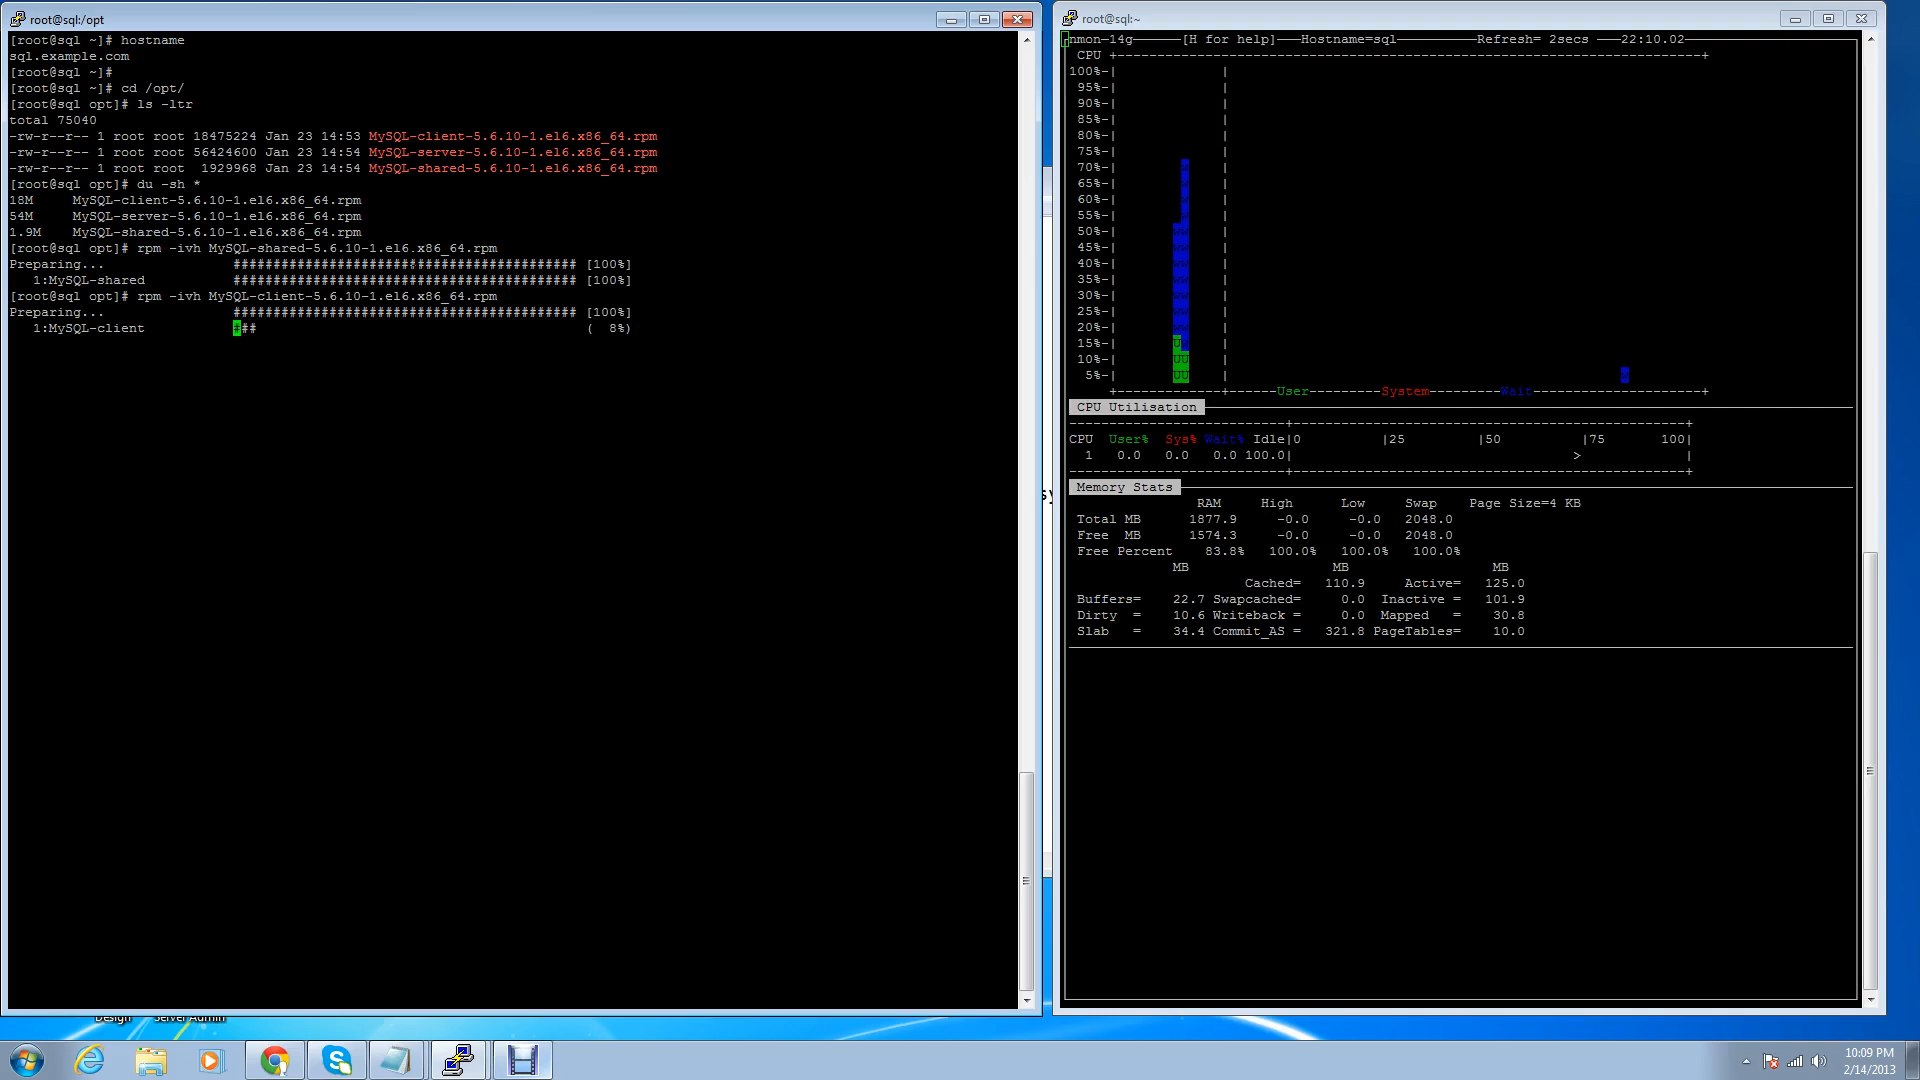 root@sql:/opt
[root@sql ~]# hostname
sql.example.com
[root@sql ~]#
[root@sql ~]# cd /opt/
[root@sql opt]# ls -ltr
total 75040
-rw-r--r-- 1 root root 18475224 Jan 23 14:53 MySQL-client-5.6.10-1.el6.x86_64.rpm
-rw-r--r-- 1 root root 56424600 Jan 23 14:54 MySQL-server-5.6.10-1.el6.x86_64.rpm
-rw-r--r-- 1 root root 1929968 Jan 23 14:54 MySQL-shared-5.6.10-1.el6.x86_64.rpm
[root@sql opt]# du -sh *
18M MySQL-client-5.6.10-1.el6.x86_64.rpm
54M MySQL-server-5.6.10-1.el6.x86_64.rpm
1.9M MySQL-shared-5.6.10-1.el6.x86_64.rpm
[root@sql opt]# rpm -ivh MySQL-shared-5.6.10-1.el6.x86_64.rpm
Preparing... ########################################### [100%]
1:MySQL-shared ########################################### [100%]
[root@sql opt]# rpm -ivh MySQL-client-5.6.10-1.el6.x86_64.rpm
Preparing... ########################################### [100%]
1:MySQL-client ### ( 8%)
root@sql:~
nmon-14g [H for help] Hostname=sql Refresh= 2secs 22:10.02
CPU +
100%-| |
95%-| |
90%-| |
85%-| |
80%-| |
75%-| |
70%-| W |
65%-| W |
60%-| W |
55%-| W |
50%-| WW |
45%-| WW |
40%-| WW |
35%-| WW |
30%-| WW |
25%-| WW |
20%-| WW |
15%-| UW |
10%-| UU |
5%-| UU | W
User System Wait
CPU Utilisation
CPU User% Sys% Wait% Idle|0 |25 |50 |75 100|
1 0.0 0.0 0.0 100.0| > |
Memory Stats
RAM High Low Swap Page Size=4 KB
Total MB 1877.9 -0.0 -0.0 2048.0
Free MB 1574.3 -0.0 -0.0 2048.0
Free Percent 83.8% 100.0% 100.0% 100.0%
MB MB MB
Cached= 110.9 Active= 125.0
Buffers= 22.7 Swapcached= 0.0 Inactive = 101.9
Dirty = 10.6 Writeback = 0.0 Mapped = 30.8
Slab = 34.4 Commit_AS = 321.8 PageTables= 10.0
Design Server Admin
10:09 PM
2/14/2013